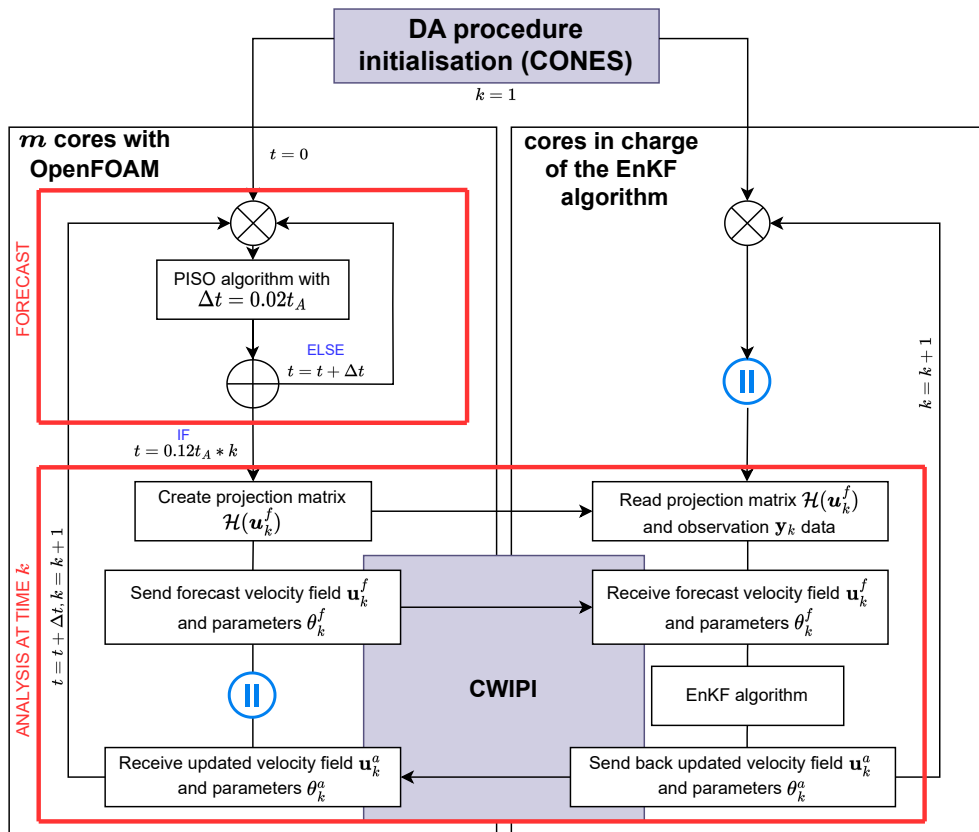 DA procedure
initialisation (CONES)
k = 1
m cores with
OpenFOAM
t = 0
cores in charge
of the EnKF
algorithm
FORECAST
PISO algorithm with
Δt = 0.02t_A
ELSE
t = t + Δt
IF
t = 0.12t_A * k
k = k + 1
ANALYSIS AT TIME k
t = t + Δt, k = k + 1
Create projection matrix
ℋ(u_k^f)
Read projection matrix ℋ(u_k^f)
and observation y_k data
Send forecast velocity field u_k^f
and parameters θ_k^f
Receive forecast velocity field u_k^f
and parameters θ_k^f
CWIPI
EnKF algorithm
Receive updated velocity field u_k^a
and parameters θ_k^a
Send back updated velocity field u_k^a
and parameters θ_k^a